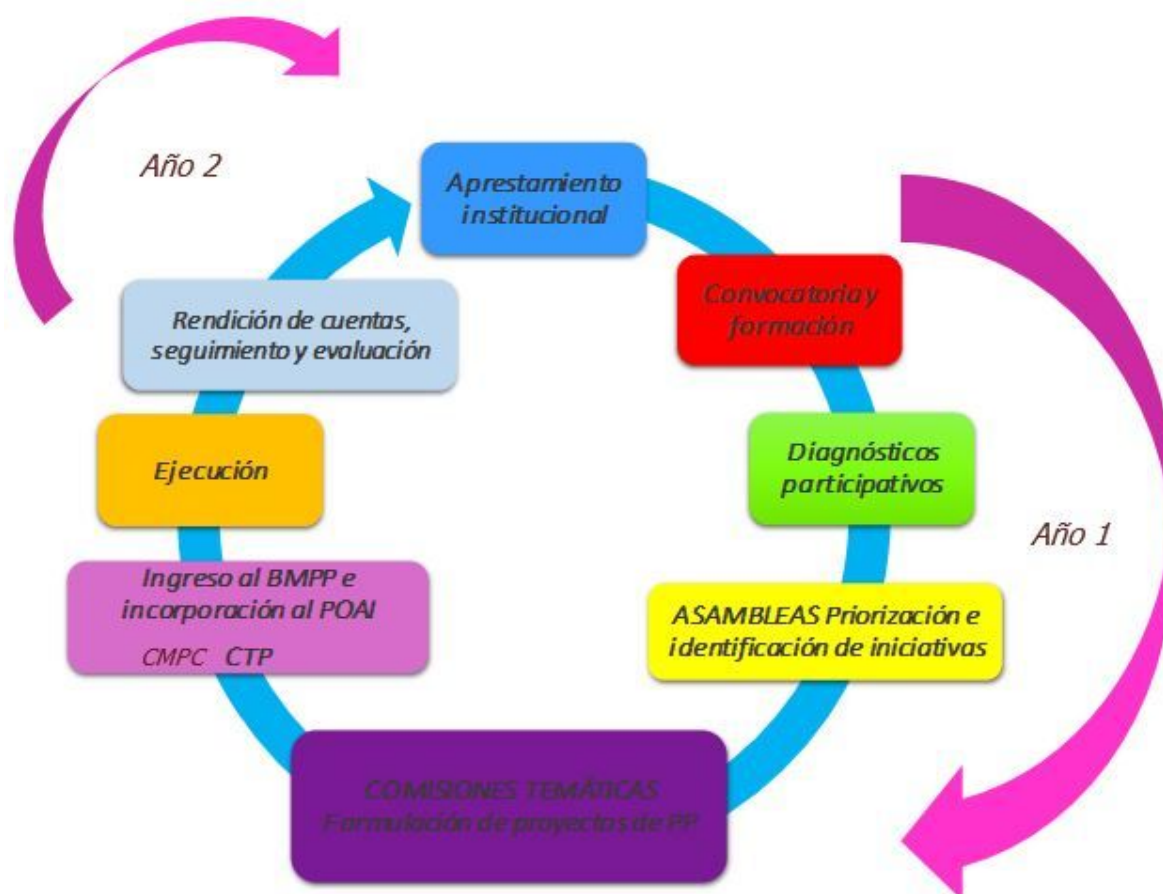 Año 2
Aprestamiento
institucional
Convocatoria y
formación
Diagnósticos
participativos
Año 1
ASAMBLEAS Priorización e
identificación de iniciativas
COMISIONES TEMÁTICAS
Formulación de proyectos de PP
Ingreso al BMPP e
incorporación al POAI
CMPC CTP
Ejecución
Rendición de cuentas,
seguimiento y evaluación